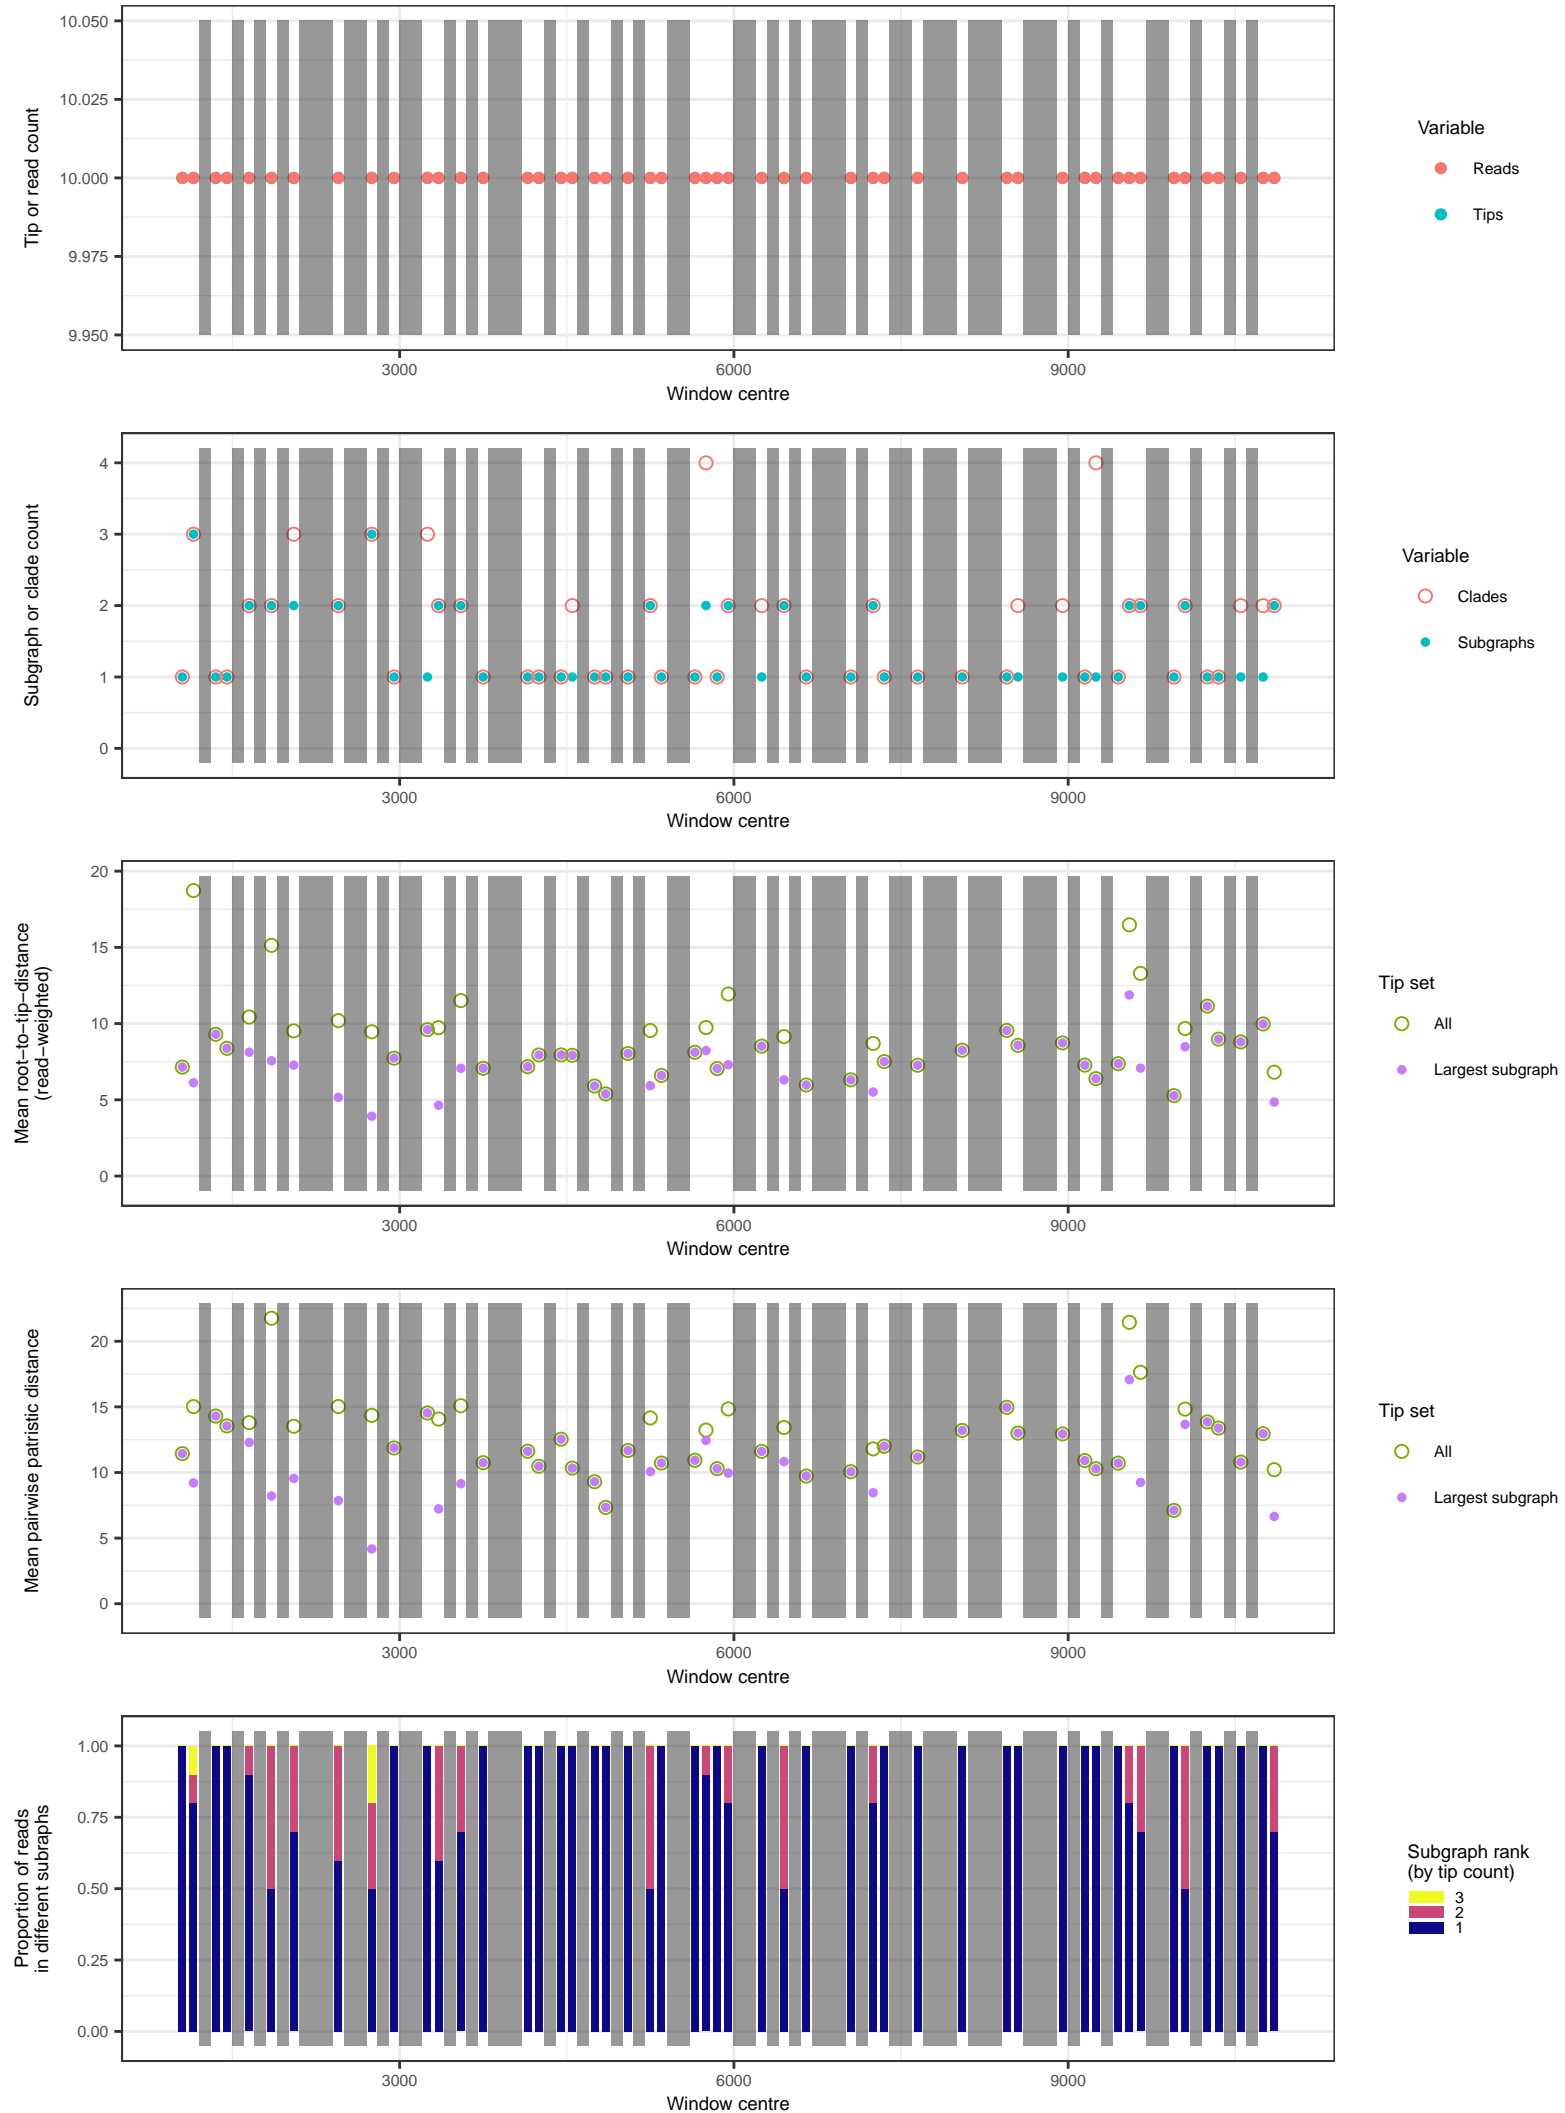 10.050
10.025
10.000
9.975
9.950
Tip or read count
3000 6000 9000
Window centre
Variable
Reads
Tips
4
3
2
1
0
Subgraph or clade count
3000 6000 9000
Window centre
Variable
Clades
Subgraphs
20
15
10
5
0
Mean root−to−tip−distance
(read−weighted)
3000 6000 9000
Window centre
Tip set
All
Largest subgraph
20
15
10
5
0
Mean pairwise patristic distance
3000 6000 9000
Window centre
Tip set
All
Largest subgraph
1.00
0.75
0.50
0.25
0.00
Proportion of reads
in different subraphs
3000 6000 9000
Window centre
Subgraph rank
(by tip count)
3
2
1